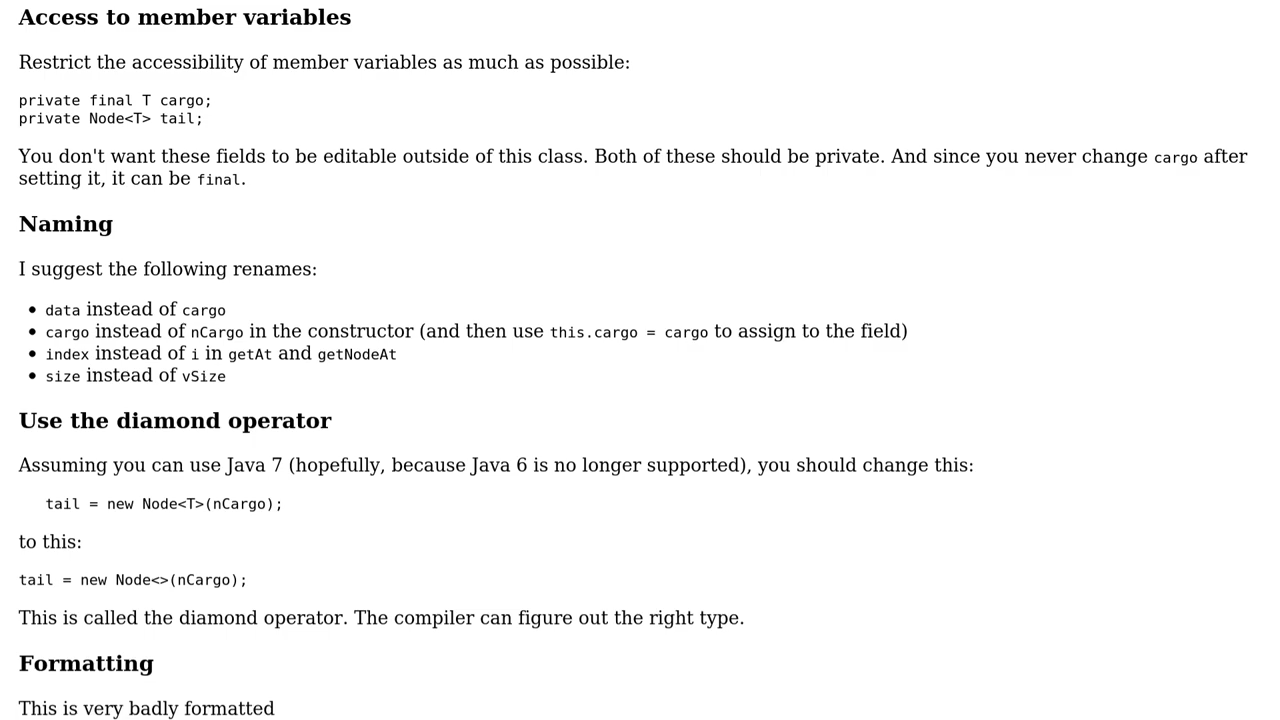 Access to member variables
Restrict the accessibility of member variables as much as possible:
private final T cargo;
private Node<T> tail;
You don't want these fields to be editable outside of this class. Both of these should be private. And since you never change cargo after
setting it, it can be final.
Naming
I suggest the following renames:
• data instead of cargo
• cargo instead of nCargo in the constructor (and then use this.cargo = cargo to assign to the field)
• index instead of i in getAt and getNodeAt
• size instead of vSize
Use the diamond operator
Assuming you can use Java 7 (hopefully, because Java 6 is no longer supported), you should change this:
tail = new Node<T>(nCargo);
to this:
tail = new Node<>(nCargo);
This is called the diamond operator. The compiler can figure out the right type.
Formatting
This is very badly formatted